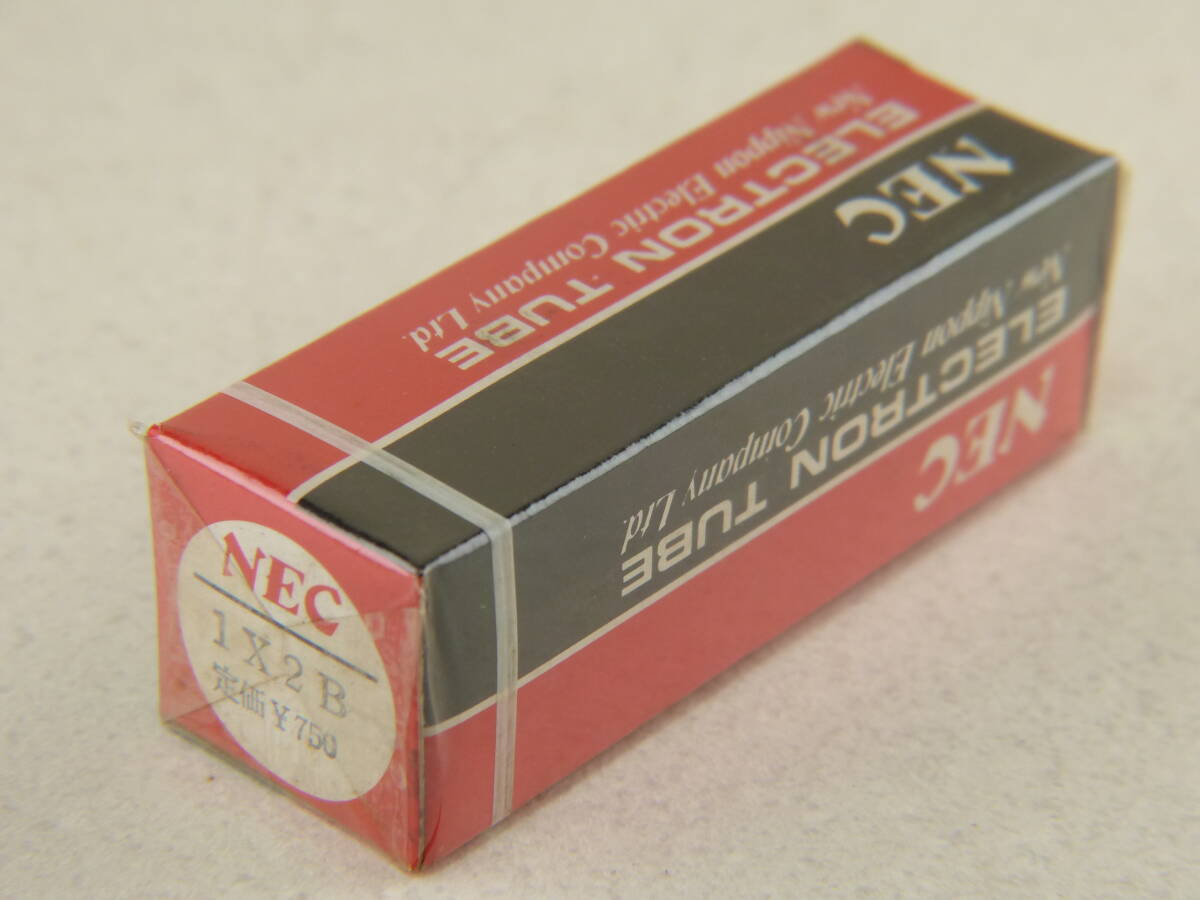 NEC
1X2B
定価 ¥750
NEC
ELECTRON TUBE
New Nippon Electric Company Ltd.
NEC
ELECTRON TUBE
New Nippon Electric Company Ltd.